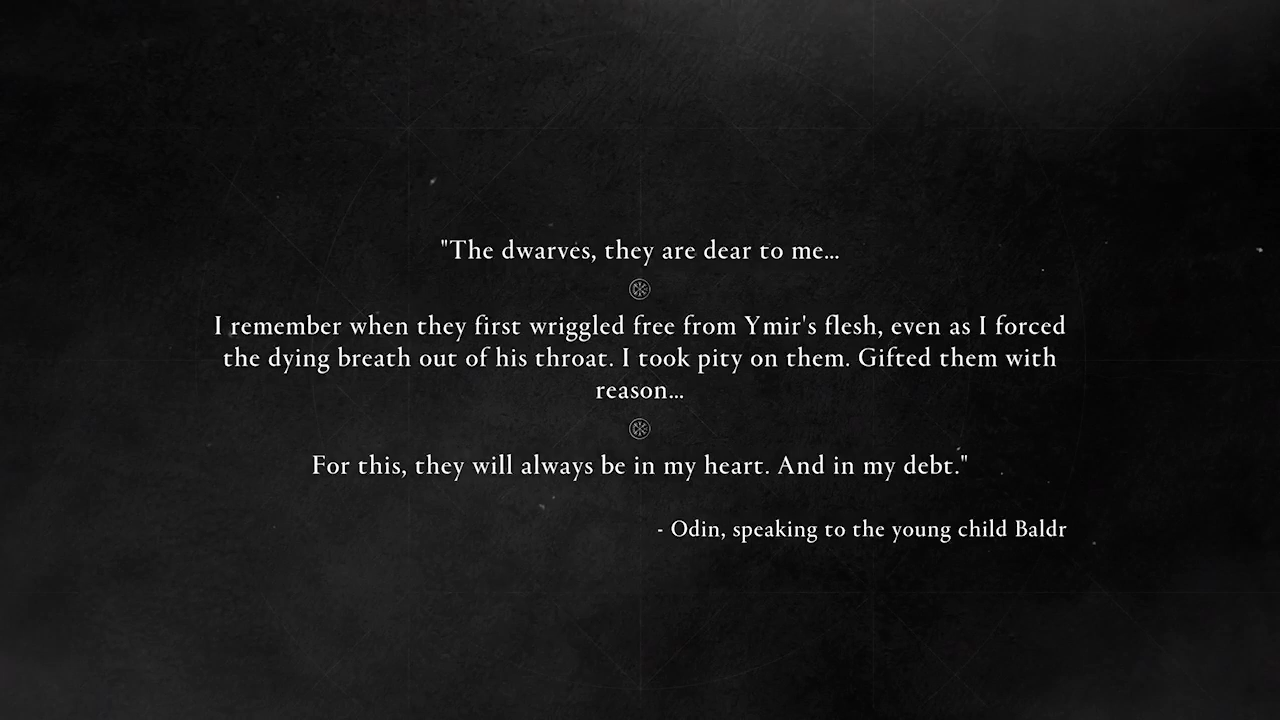 "The dwarves, they are dear to me...
I remember when they first wriggled free from Ymir's flesh, even as I forced
the dying breath out of his throat. I took pity on them. Gifted them with
reason...
For this, they will always be in my heart. And in my debt."
- Odin, speaking to the young child Baldr